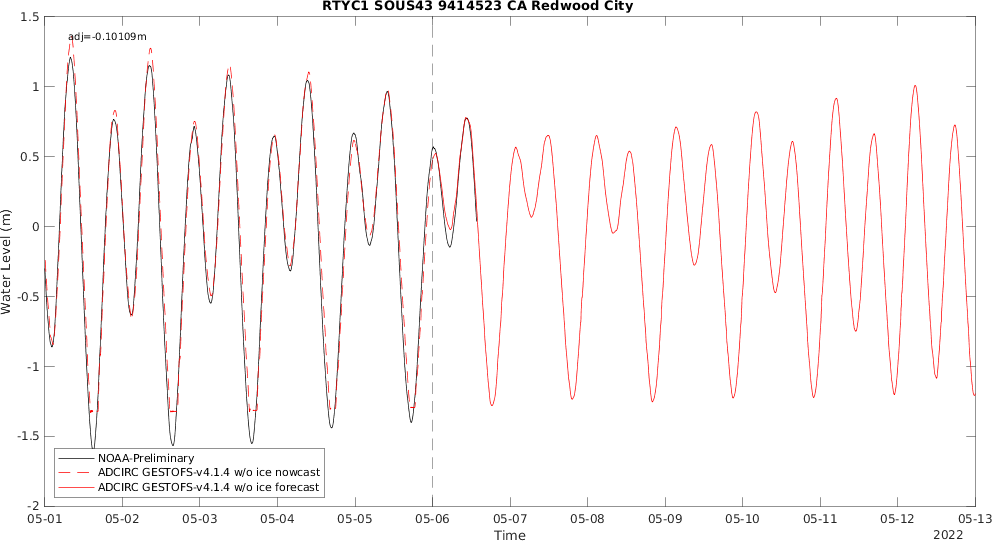 RTYC1 SOUS43 9414523 CA Redwood City
adj=-0.10109m
1.5
1
0.5
0
-0.5
-1
-1.5
-2
Water Level (m)
NOAA-Preliminary
ADCIRC GESTOFS-v4.1.4 w/o ice nowcast
ADCIRC GESTOFS-v4.1.4 w/o ice forecast
05-01 05-02 05-03 05-04 05-05 05-06 05-07 05-08 05-09 05-10 05-11 05-12 05-13
Time
2022